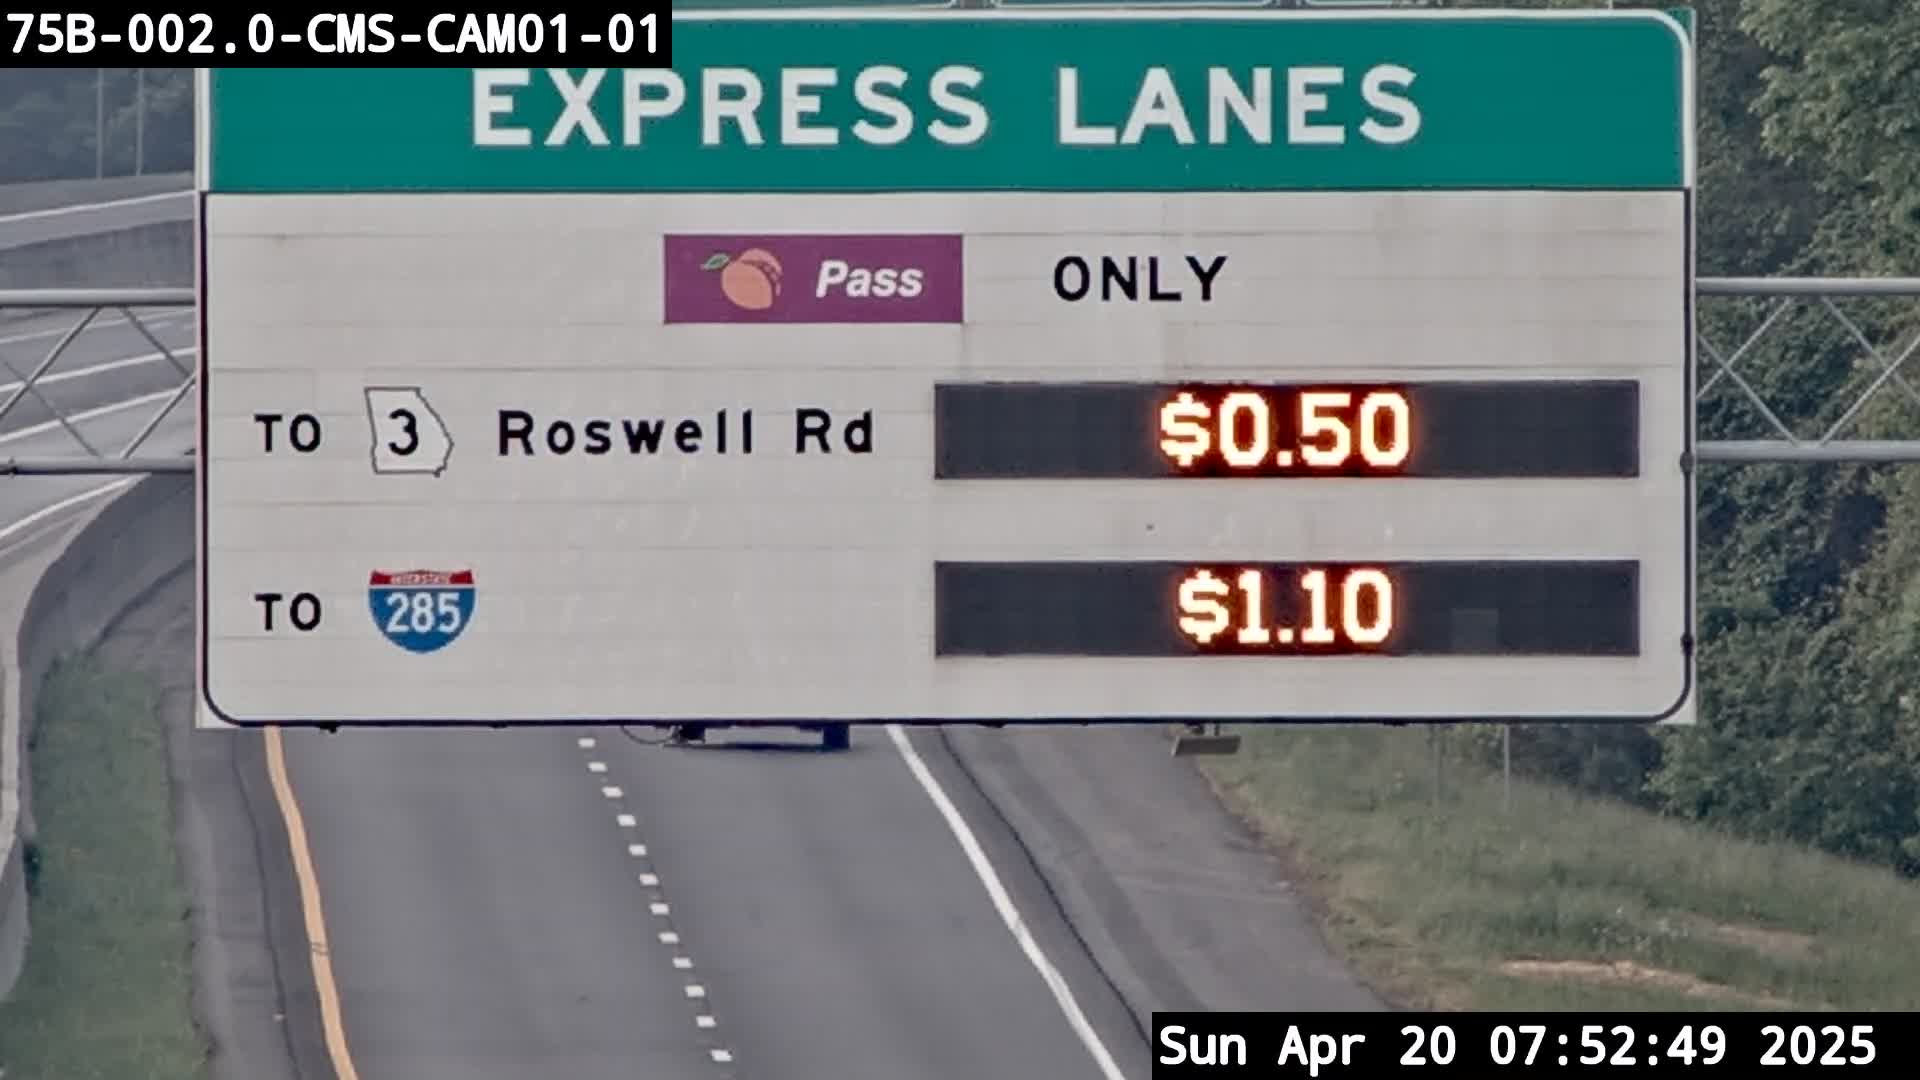 75B-002.0-CMS-CAM01-01
EXPRESS LANES
Pass ONLY
TO 3 Roswell Rd $0.50
TO 285 $1.10
Sun Apr 20 07:52:49 2025